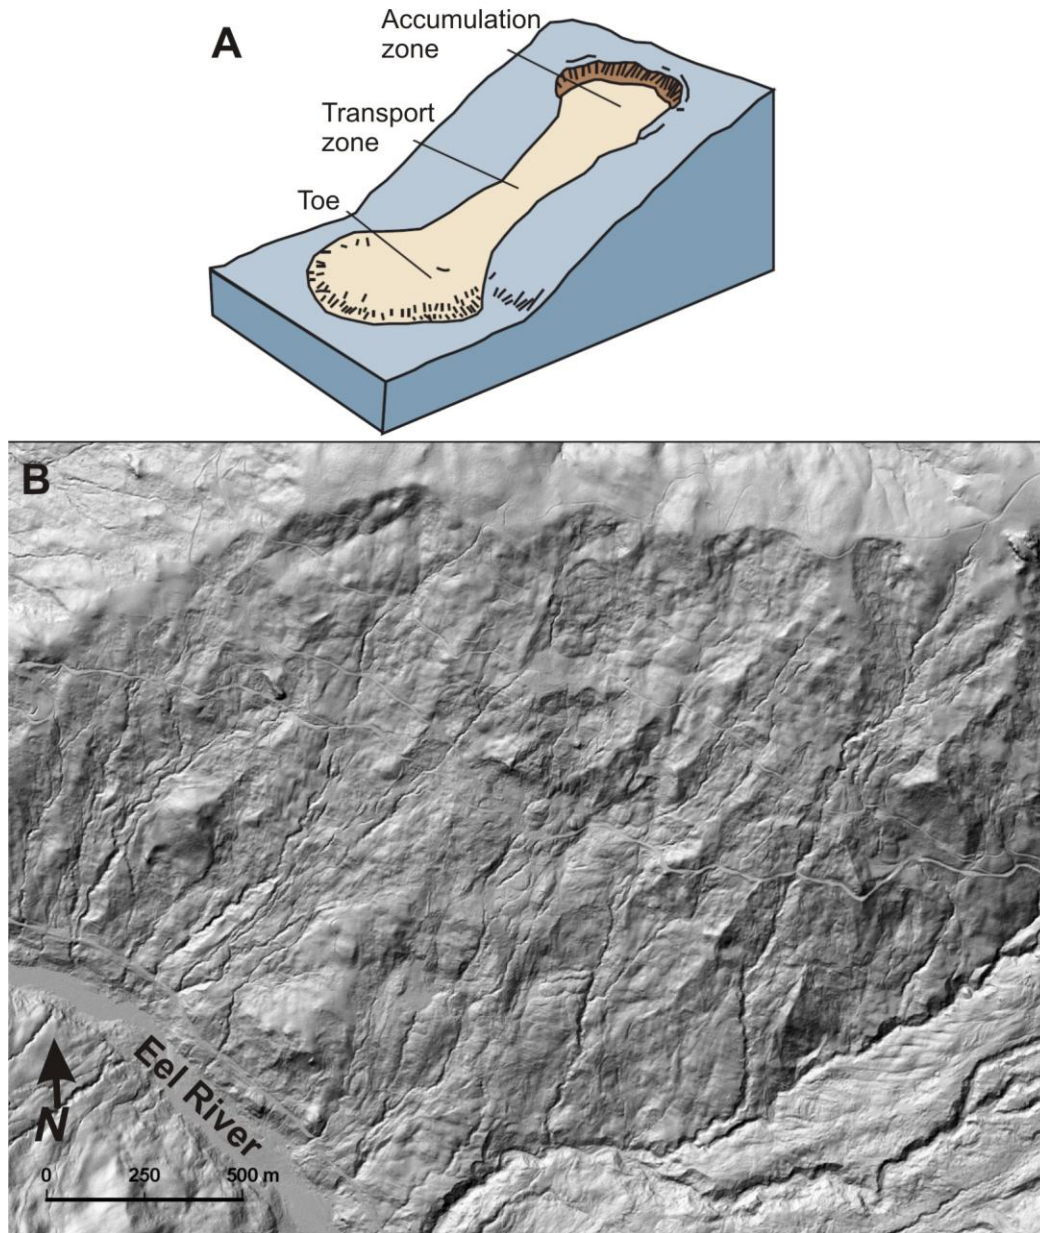 A
Accumulation
zone
Transport
zone
Toe
B
Eel River
N
0 250 500 m